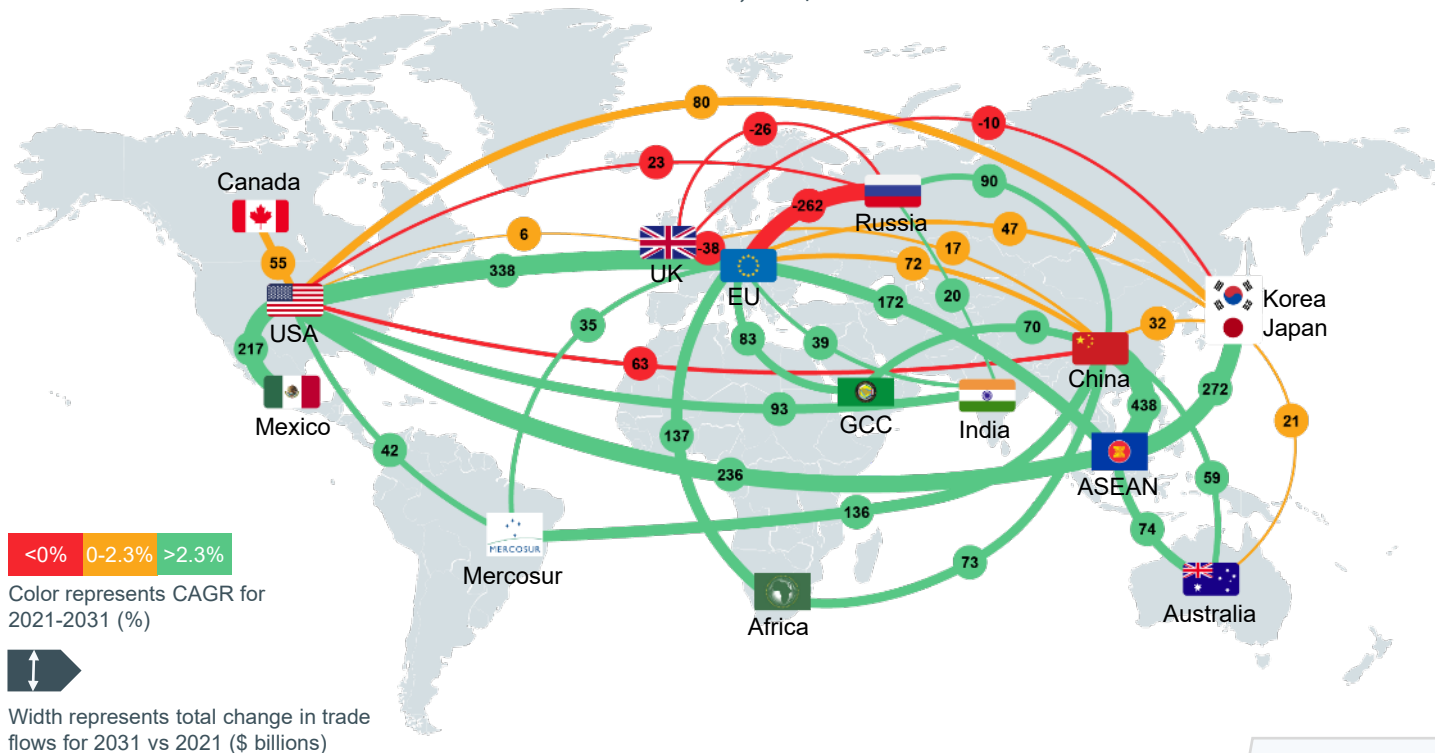 80
-26
-10
23
90
Canada
-262
Russia
6
47
55
338
UK
-38
EU
17
72
USA
172
20
Korea
Japan
35
83
39
70
32
China
217
63
Mexico
93
GCC
India
438
272
21
42
137
236
ASEAN
59
136
74
MERCOSUR
Mercosur
73
Africa
Australia
<0% 0-2.3% >2.3%
Color represents CAGR for
2021-2031 (%)
Width represents total change in trade
flows for 2031 vs 2021 ($ billions)